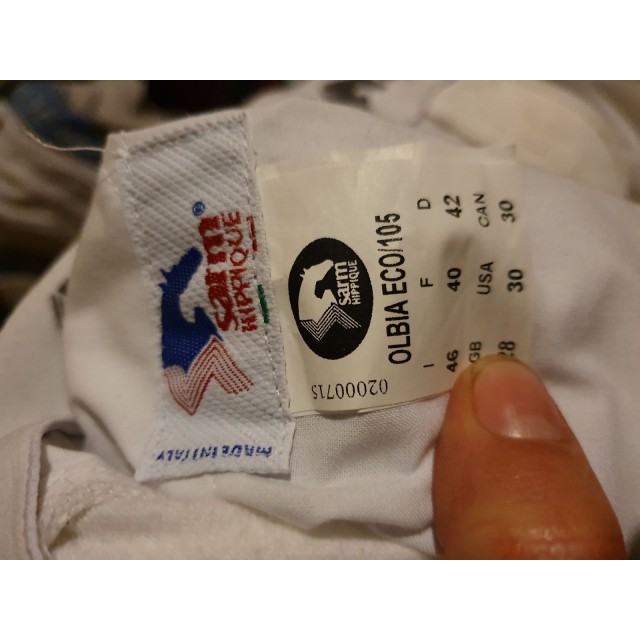 Sarm®
HIPPIQUE
MADE IN ITALY
Sarm
HIPPIQUE
OLBIA ECO/105
I F D
46 40 42
GB USA CAN
28 30 30
02000715